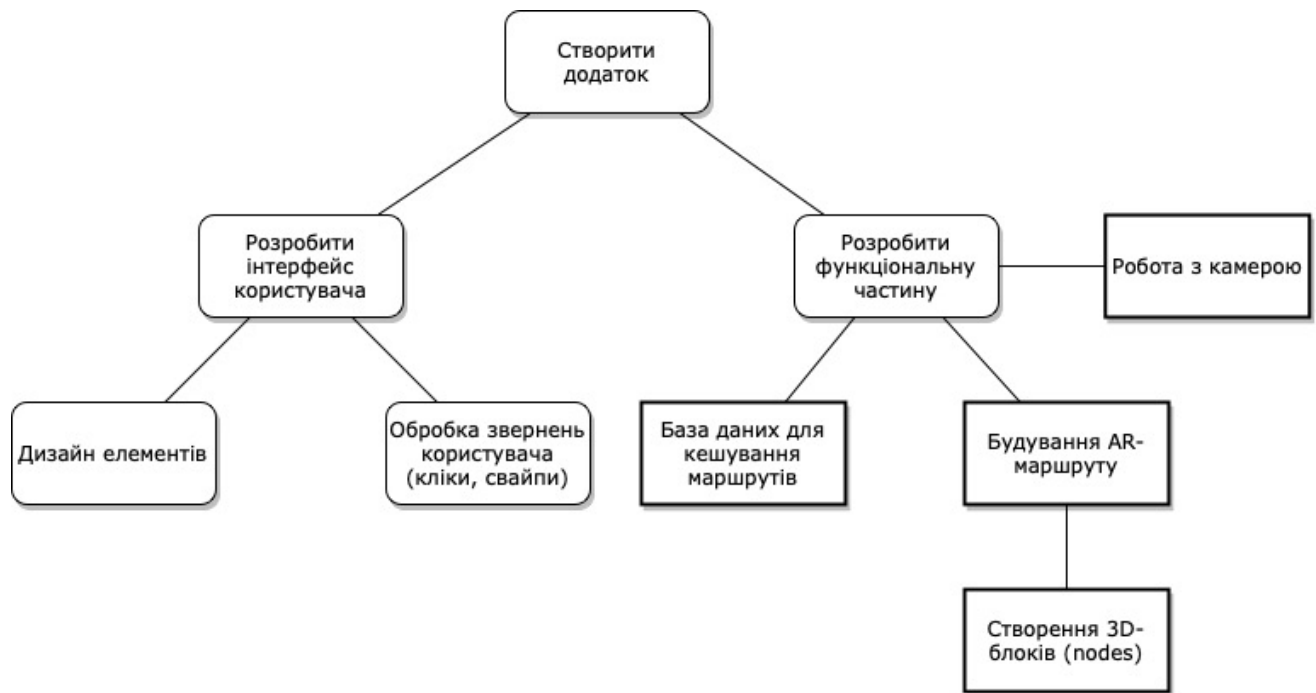 Створити
додаток
Розробити
інтерфейс
користувача
Розробити
функціональну
частину
Робота з камерою
Дизайн елементів
Обробка звернень
користувача
(кліки, свайпи)
База даних для
кешування
маршрутів
Будування AR-
маршруту
Створення 3D-
блоків (nodes)